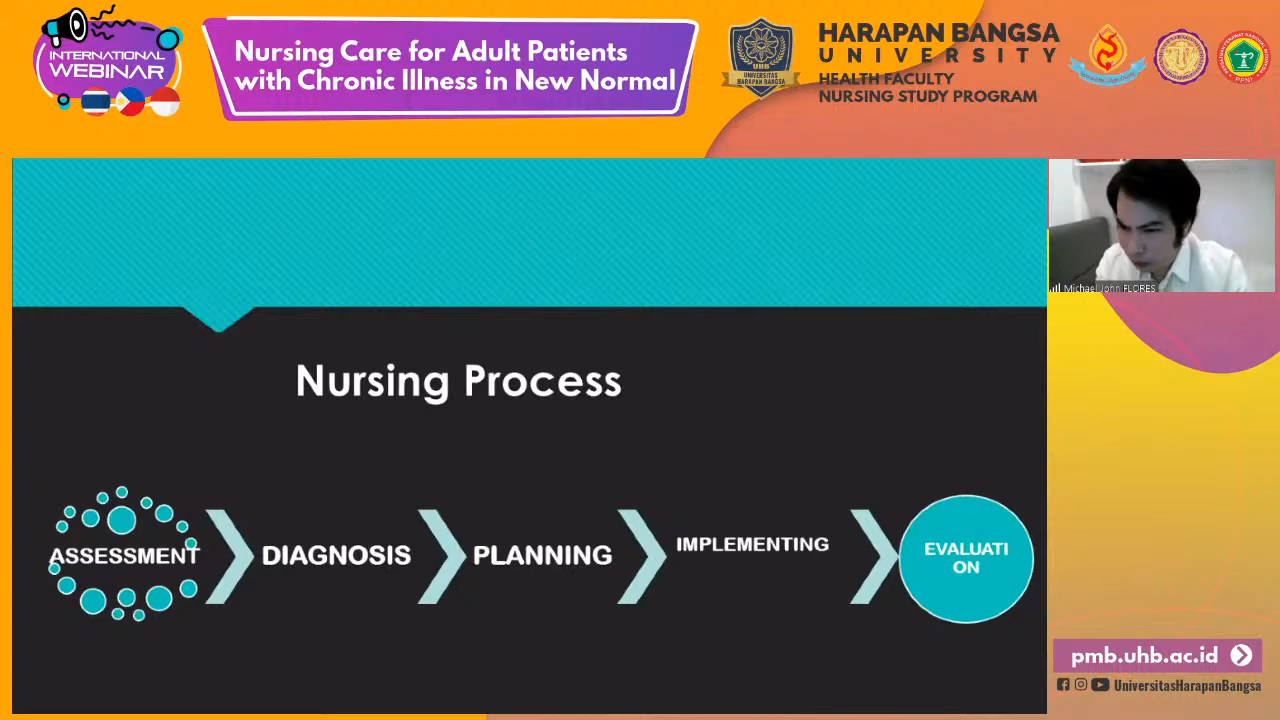 INTERNATIONAL
WEBINAR
Nursing Care for Adult Patients
with Chronic Illness in New Normal
UHB
UNIVERSITAS
HARAPAN BANGSA
HARAPAN BANGSA
UNIVERSITY
HEALTH FACULTY
NURSING STUDY PROGRAM
PPNI
Michael John FLORES
Nursing Process
ASSESSMENT
DIAGNOSIS
PLANNING
IMPLEMENTING
EVALUATI
ON
pmb.uhb.ac.id
UniversitasHarapanBangsa